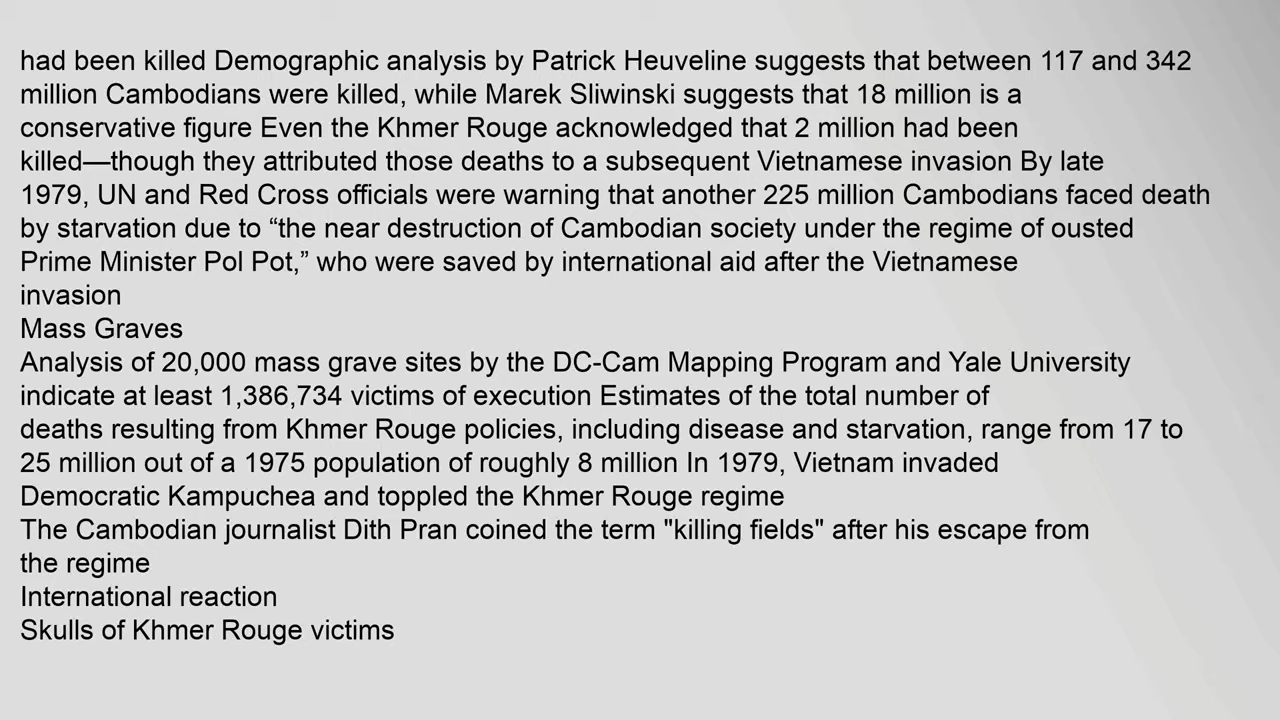 had been killed Demographic analysis by Patrick Heuveline suggests that between 117 and 342
million Cambodians were killed, while Marek Sliwinski suggests that 18 million is a
conservative figure Even the Khmer Rouge acknowledged that 2 million had been
killed—though they attributed those deaths to a subsequent Vietnamese invasion By late
1979, UN and Red Cross officials were warning that another 225 million Cambodians faced death
by starvation due to “the near destruction of Cambodian society under the regime of ousted
Prime Minister Pol Pot,” who were saved by international aid after the Vietnamese
invasion
Mass Graves
Analysis of 20,000 mass grave sites by the DC-Cam Mapping Program and Yale University
indicate at least 1,386,734 victims of execution Estimates of the total number of
deaths resulting from Khmer Rouge policies, including disease and starvation, range from 17 to
25 million out of a 1975 population of roughly 8 million In 1979, Vietnam invaded
Democratic Kampuchea and toppled the Khmer Rouge regime
The Cambodian journalist Dith Pran coined the term "killing fields" after his escape from
the regime
International reaction
Skulls of Khmer Rouge victims